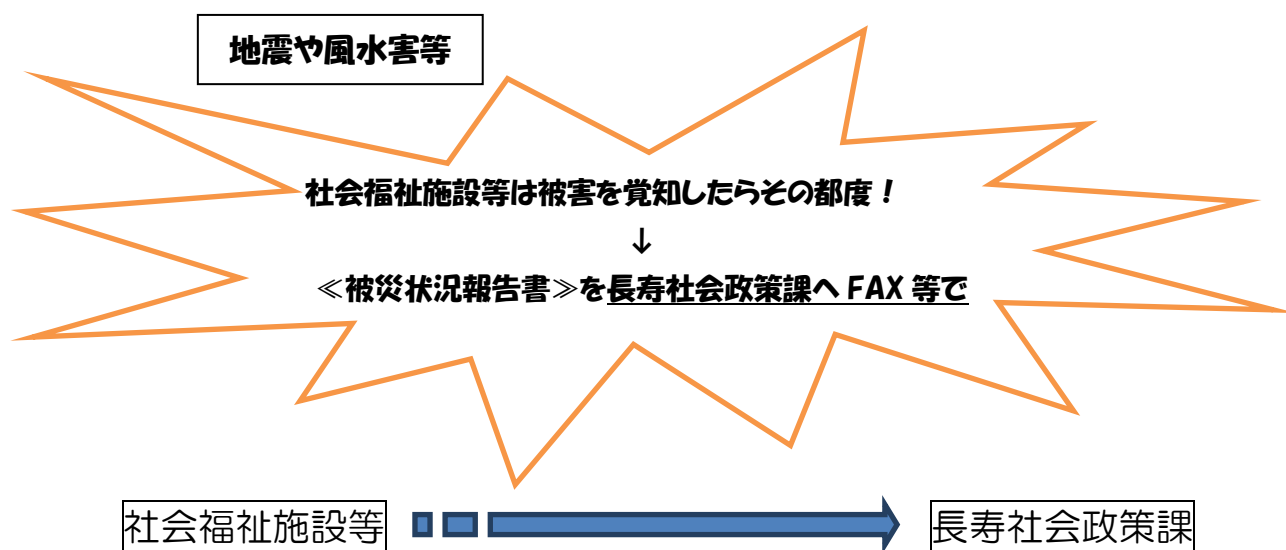 地震や風水害等
社会福祉施設等は被害を覚知したらその都度！
↓
≪被災状況報告書≫を長寿社会政策課へ FAX 等で
社会福祉施設等
長寿社会政策課